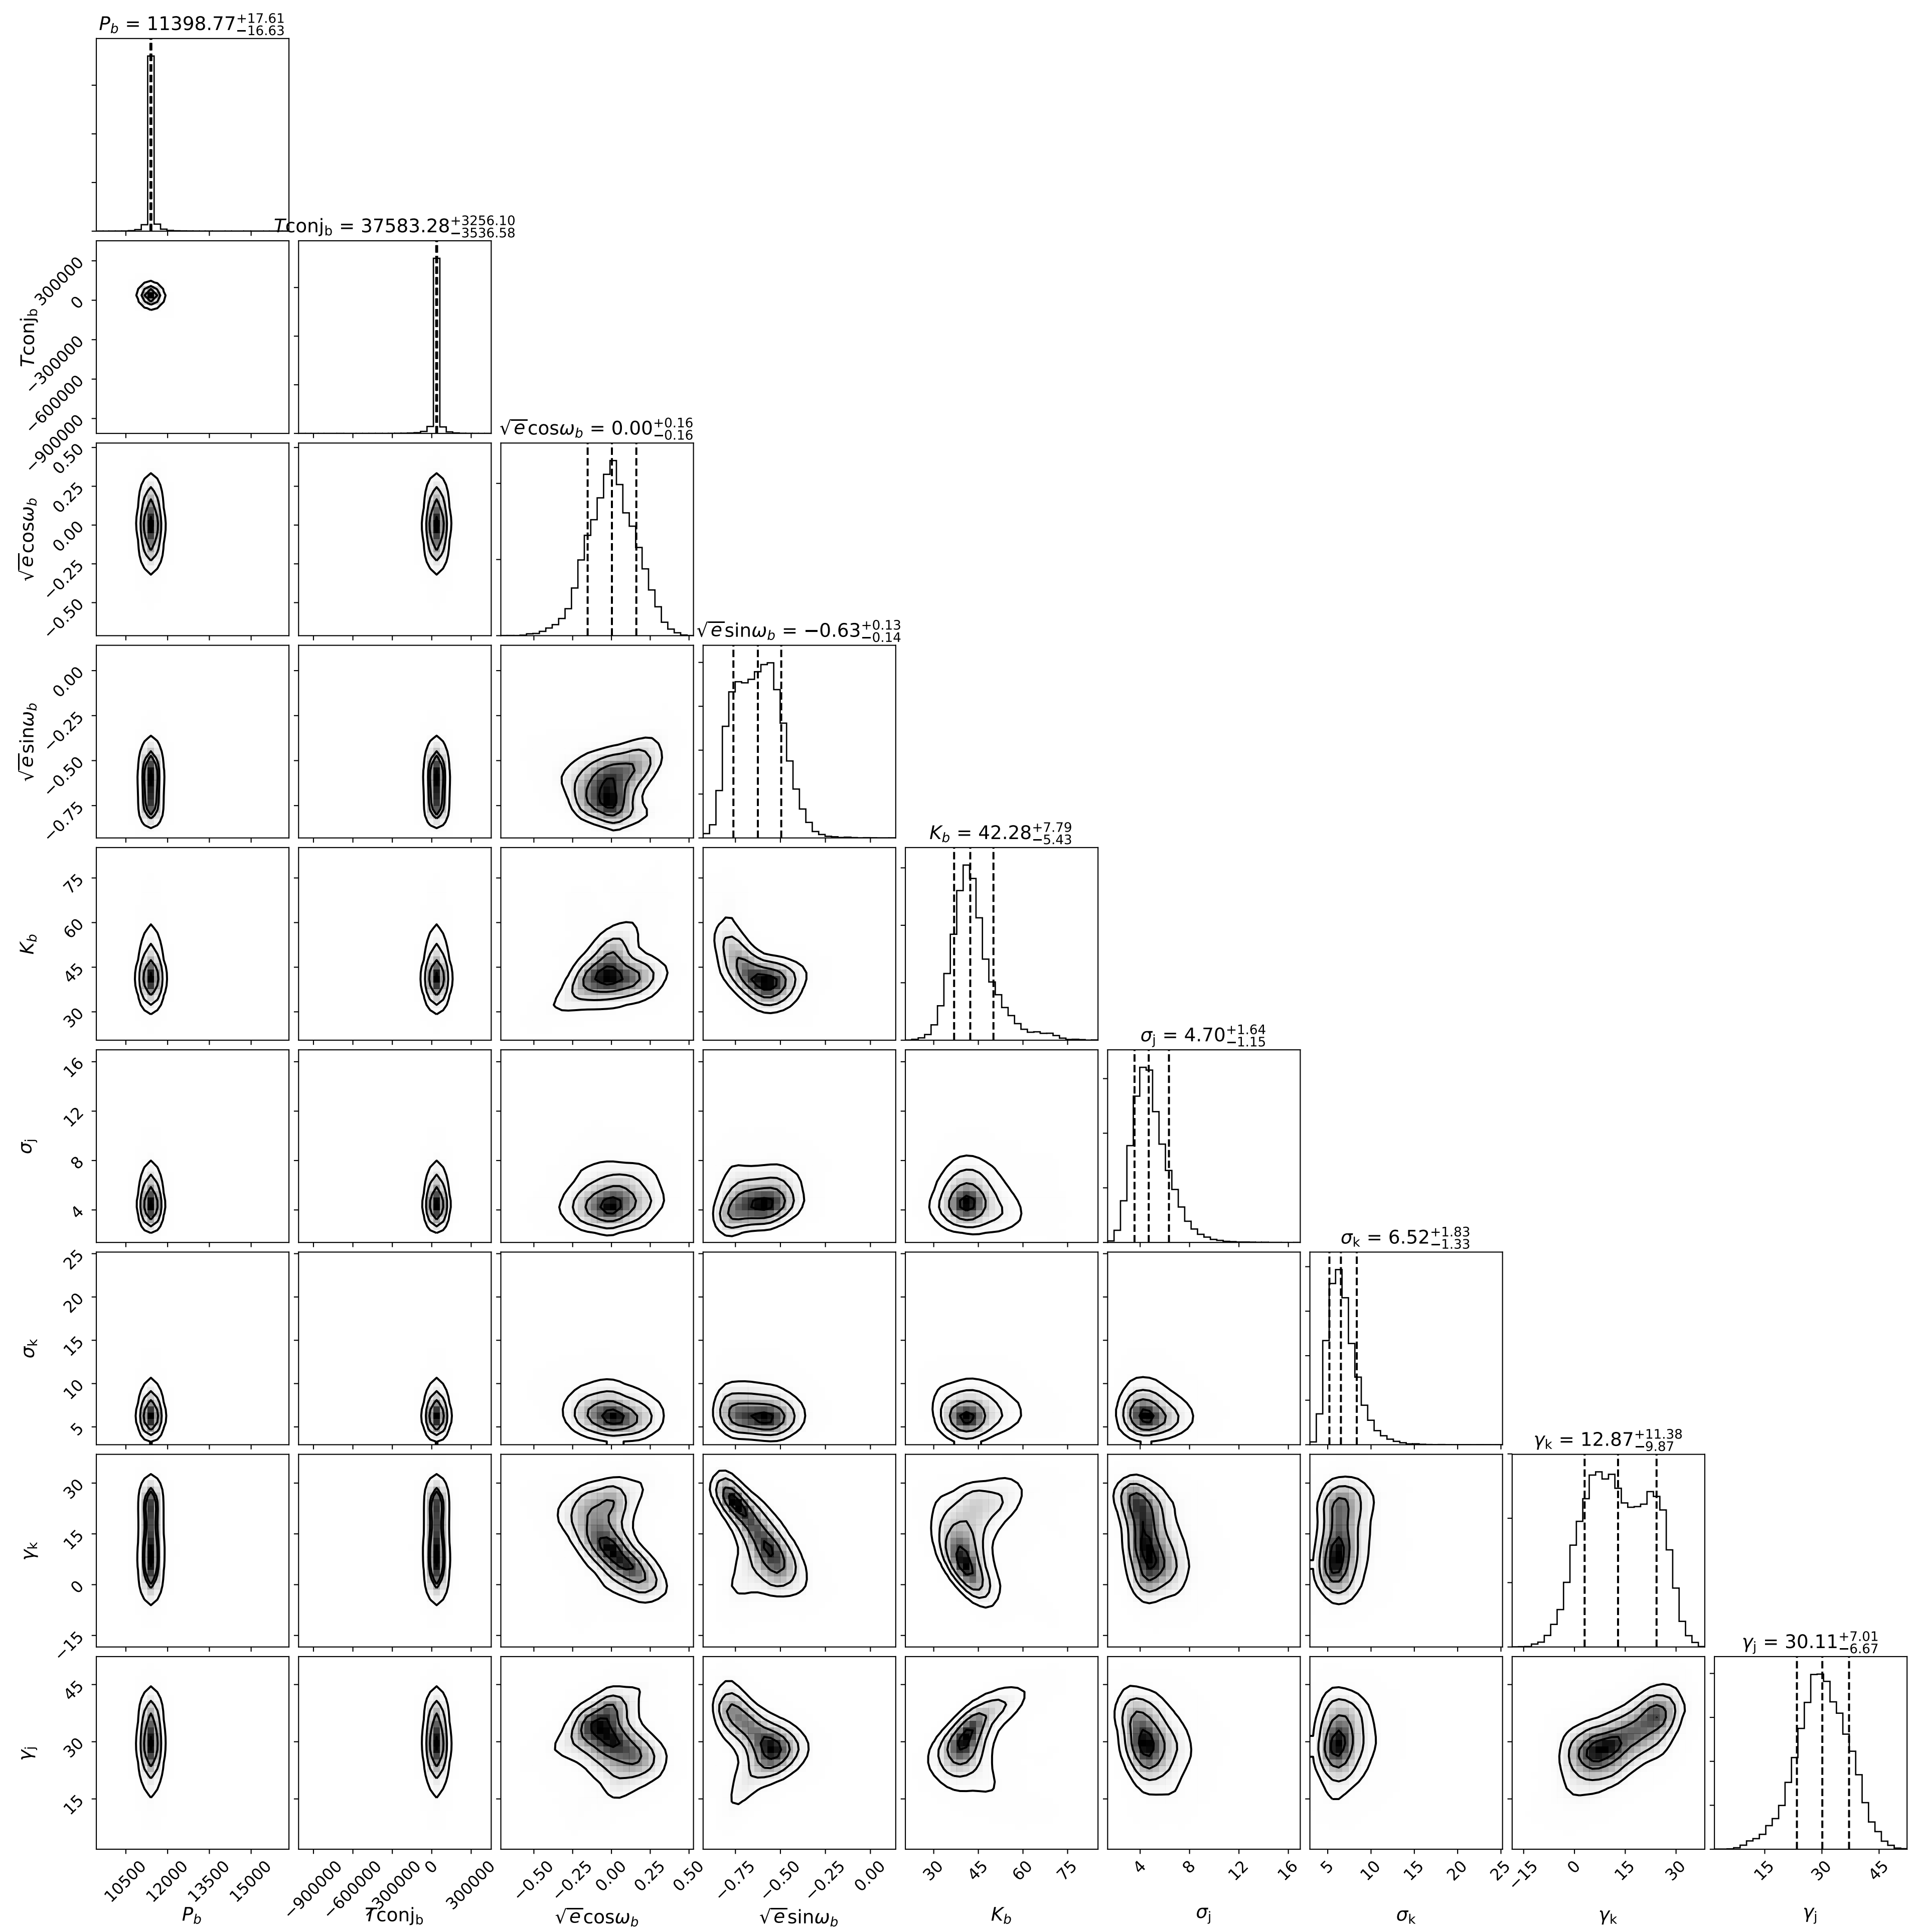 P_b = 11398.77^{+17.61}_{-16.63}
Tconj_b = 37583.28^{+3256.10}_{-3536.58}
300000
0
−300000
−600000
−900000
Tconj_b
√e cosω_b = 0.00^{+0.16}_{-0.16}
0.50
0.25
0.00
−0.25
−0.50
√e cosω_b
√e sinω_b = −0.63^{+0.13}_{-0.14}
0.00
−0.25
−0.50
−0.75
√e sinω_b
K_b = 42.28^{+7.79}_{-5.43}
75
60
45
30
K_b
σ_j = 4.70^{+1.64}_{-1.15}
16
12
8
4
σ_j
σ_k = 6.52^{+1.83}_{-1.33}
25
20
15
10
5
σ_k
γ_k = 12.87^{+11.38}_{-9.87}
30
15
0
−15
γ_k
γ_j = 30.11^{+7.01}_{-6.67}
45
30
15
γ_j
10500 12000 13500 15000 −900000 −600000 −300000 0 300000 −0.50 −0.25 0.00 0.25 0.50 −0.75 −0.50 −0.25 0.00 30 45 60 75 4 8 12 16 5 10 15 20 25 −15 0 15 30 15 30 45
P_b Tconj_b √e cosω_b √e sinω_b K_b σ_j σ_k γ_k γ_j